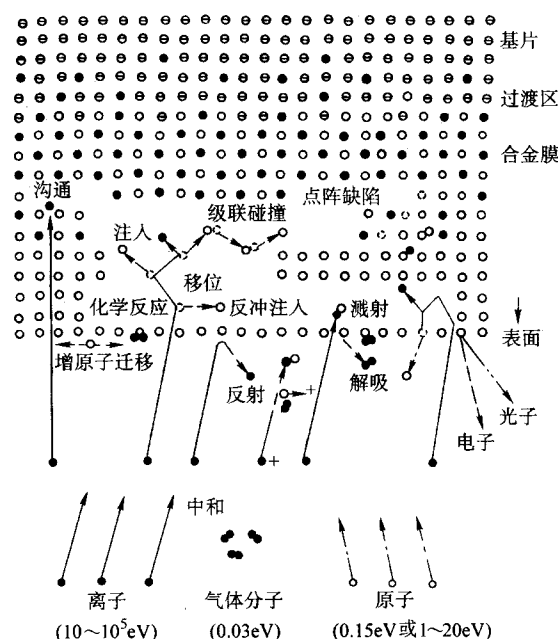 基片
过渡区
合金膜
沟通
点阵缺陷
级联碰撞
注入
移位
化学反应
反冲注入
溅射
表面
增原子迁移
反射
解吸
光子
电子
+
+
中和
离子
气体分子
原子
(10～10⁵eV)
(0.03eV)
(0.15eV或1～20eV)